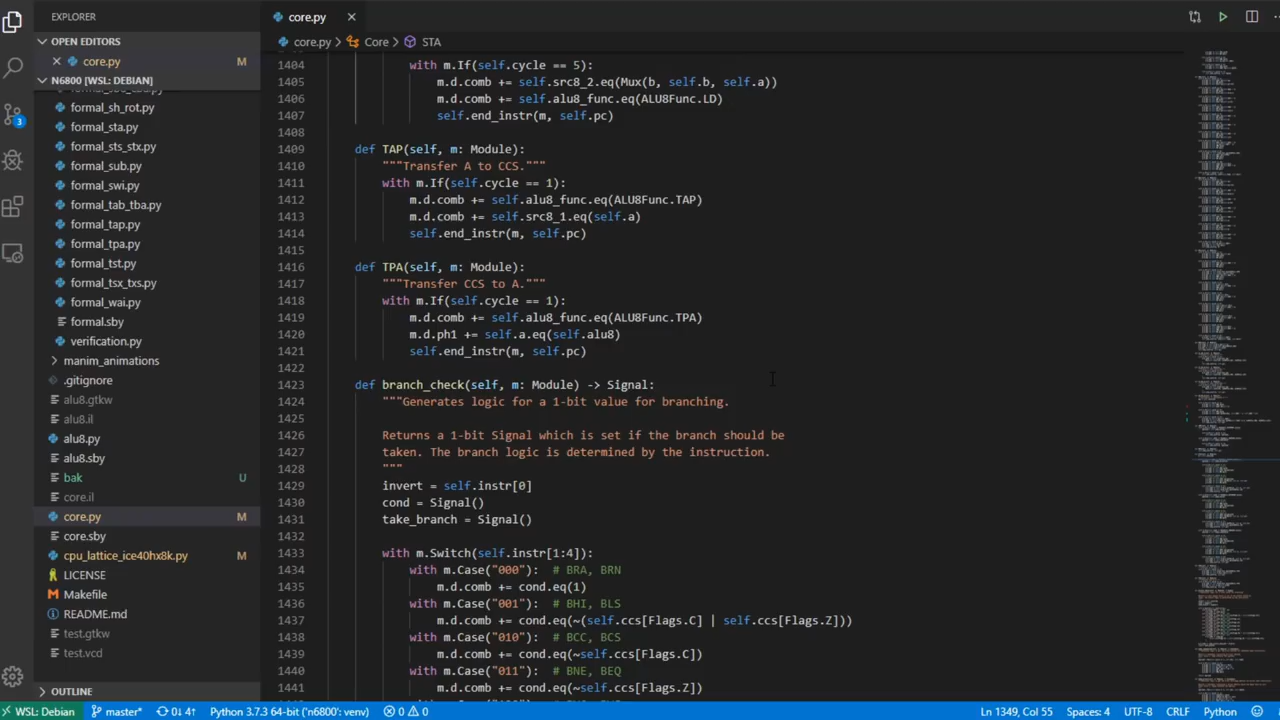 EXPLORER
OPEN EDITORS
core.py M
N6800 [WSL: DEBIAN]
formal_sh_rot.py
formal_sta.py
formal_sts_stx.py
formal_sub.py
formal_swi.py
formal_tab_tba.py
formal_tap.py
formal_tpa.py
formal_tst.py
formal_tsx_txs.py
formal_wai.py
formal.sby
verification.py
manim_animations
.gitignore
alu8.gtkw
alu8.il
alu8.py
alu8.sby
bak U
core.il
core.py M
core.sby
cpu_lattice_ice40hx8k.py M
LICENSE
Makefile
README.md
test.gtkw
test.vcd
OUTLINE
3
core.py
core.py > Core > STA
1404 with m.If(self.cycle == 5):
1405 m.d.comb += self.src8_2.eq(Mux(b, self.b, self.a))
1406 m.d.comb += self.alu8_func.eq(ALU8Func.LD)
1407 self.end_instr(m, self.pc)
1408
1409 def TAP(self, m: Module):
1410 """Transfer A to CCS."""
1411 with m.If(self.cycle == 1):
1412 m.d.comb += self.alu8_func.eq(ALU8Func.TAP)
1413 m.d.comb += self.src8_1.eq(self.a)
1414 self.end_instr(m, self.pc)
1415
1416 def TPA(self, m: Module):
1417 """Transfer CCS to A."""
1418 with m.If(self.cycle == 1):
1419 m.d.comb += self.alu8_func.eq(ALU8Func.TPA)
1420 m.d.ph1 += self.a.eq(self.alu8)
1421 self.end_instr(m, self.pc)
1422
1423 def branch_check(self, m: Module) -> Signal:
1424 """Generates logic for a 1-bit value for branching.
1425
1426 Returns a 1-bit Signal which is set if the branch should be
1427 taken. The branch logic is determined by the instruction.
1428 """
1429 invert = self.instr[0]
1430 cond = Signal()
1431 take_branch = Signal()
1432
1433 with m.Switch(self.instr[1:4]):
1434 with m.Case("000"): # BRA, BRN
1435 m.d.comb += cond.eq(1)
1436 with m.Case("001"): # BHI, BLS
1437 m.d.comb += cond.eq(~(self.ccs[Flags.C] | self.ccs[Flags.Z]))
1438 with m.Case("010"): # BCC, BCS
1439 m.d.comb += cond.eq(~self.ccs[Flags.C])
1440 with m.Case("011"): # BNE, BEQ
1441 m.d.comb += cond.eq(~self.ccs[Flags.Z])
WSL: Debian master* 0↓ 4↑ Python 3.7.3 64-bit ('n6800': venv) 0 0 Ln 1349, Col 55 Spaces: 4 UTF-8 CRLF Python